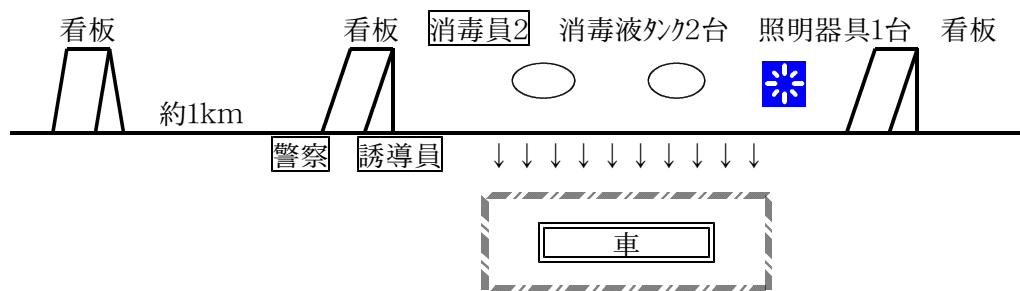 看板 看板 消毒員2 消毒液タンク2台 照明器具1台 看板
約1km
警察 誘導員 ↓ ↓ ↓ ↓ ↓ ↓ ↓ ↓ ↓ ↓
車